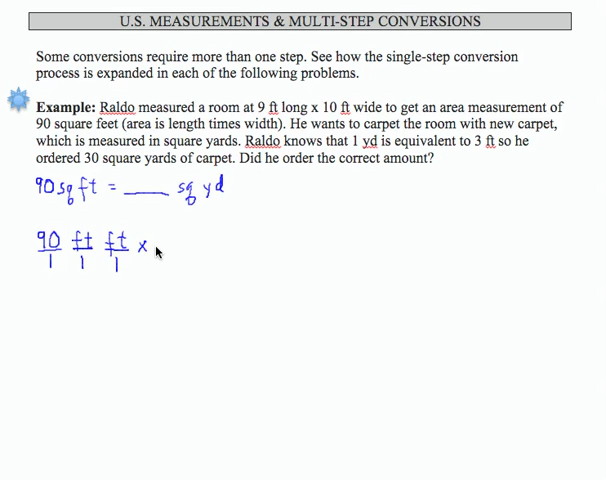 U.S. MEASUREMENTS & MULTI-STEP CONVERSIONS
Some conversions require more than one step. See how the single-step conversion
process is expanded in each of the following problems.
Example: Raldo measured a room at 9 ft long x 10 ft wide to get an area measurement of
90 square feet (area is length times width). He wants to carpet the room with new carpet,
which is measured in square yards. Raldo knows that 1 yd is equivalent to 3 ft so he
ordered 30 square yards of carpet. Did he order the correct amount?
90 sq ft = ____ sq yd
90 ft ft x
1 1 1